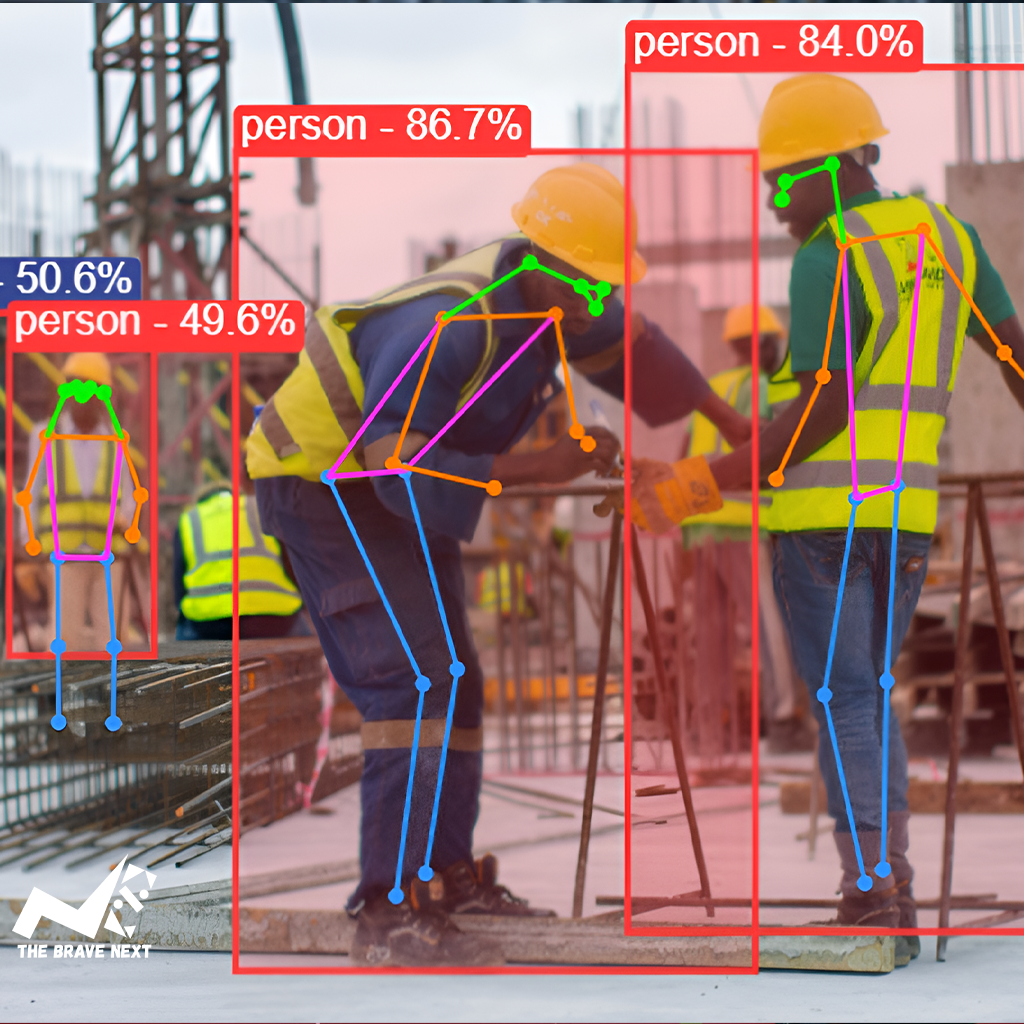 person - 84.0%
person - 86.7%
- 50.6%
person - 49.6%
THE BRAVE NEXT